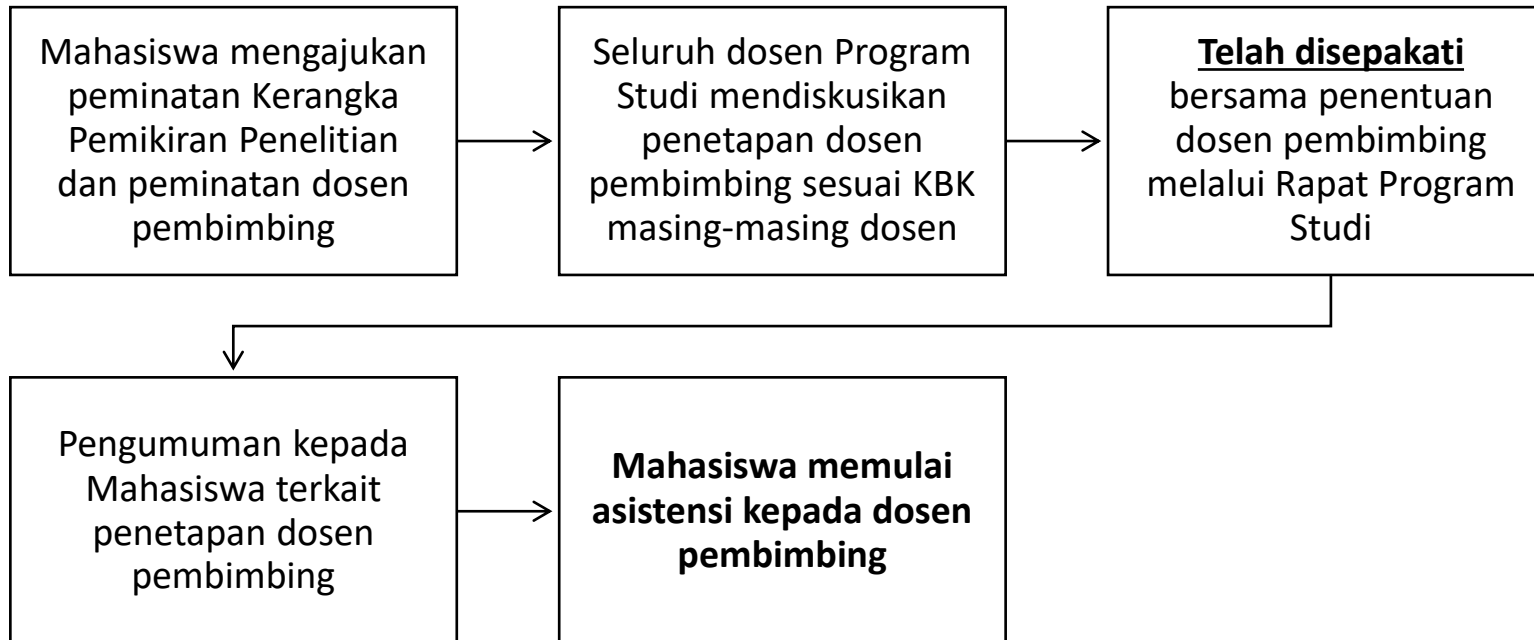 Mahasiswa mengajukan
peminatan Kerangka
Pemikiran Penelitian
dan peminatan dosen
pembimbing
Seluruh dosen Program
Studi mendiskusikan
penetapan dosen
pembimbing sesuai KBK
masing-masing dosen
Telah disepakati
bersama penentuan
dosen pembimbing
melalui Rapat Program
Studi
Pengumuman kepada
Mahasiswa terkait
penetapan dosen
pembimbing
Mahasiswa memulai
asistensi kepada dosen
pembimbing